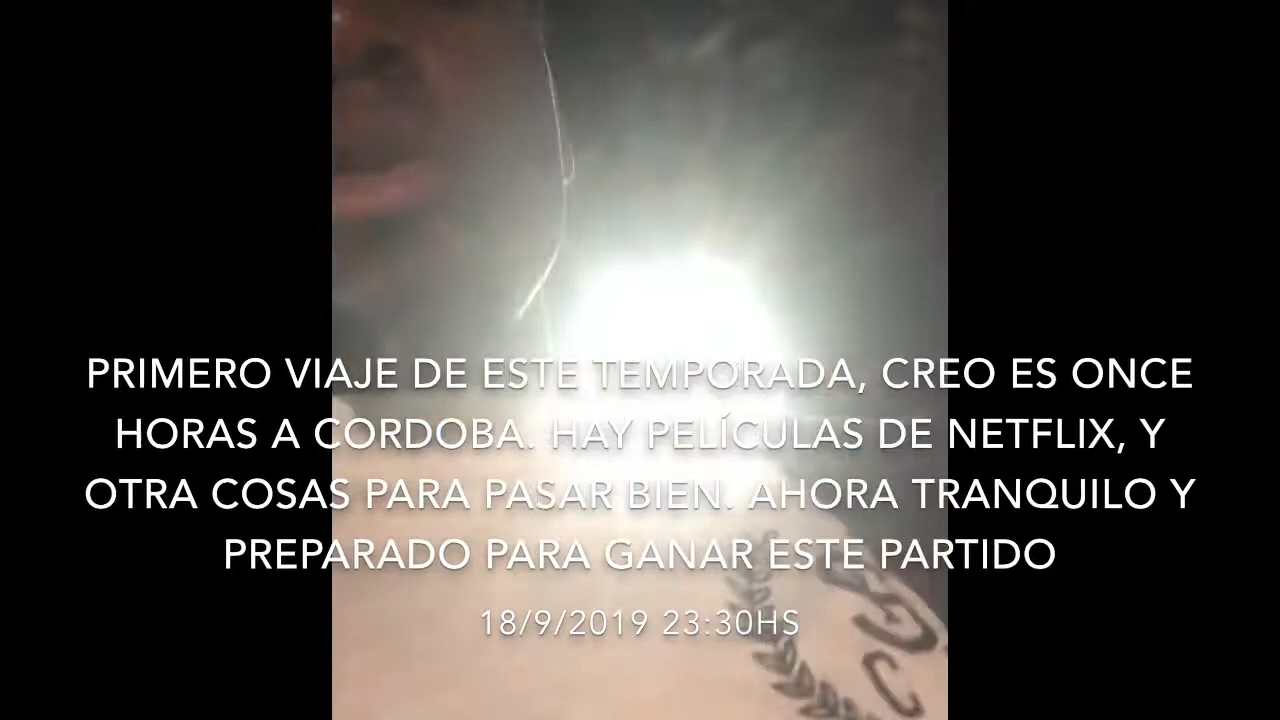 PRIMERO VIAJE DE ESTE TEMPORADA, CREO ES ONCE
HORAS A CORDOBA. HAY PELÍCULAS DE NETFLIX, Y
OTRA COSAS PARA PASAR BIEN. AHORA TRANQUILO Y
PREPARADO PARA GANAR ESTE PARTIDO
18/9/2019 23:30HS